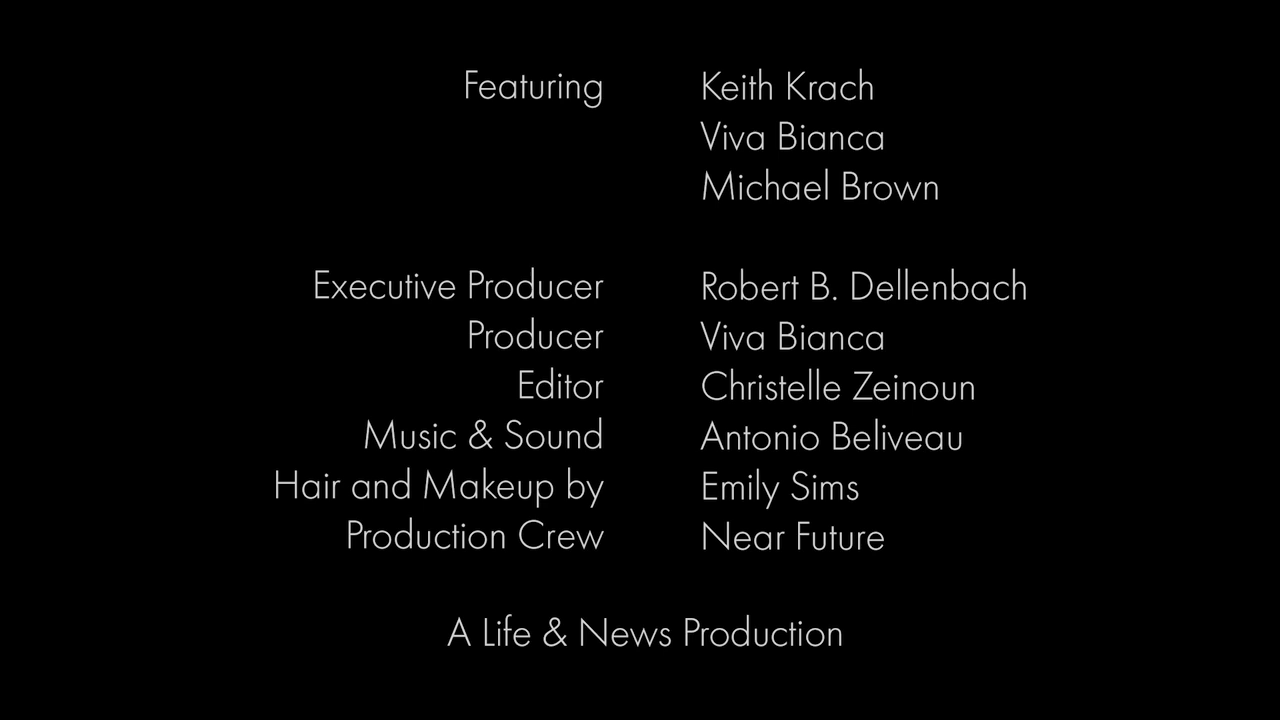 Featuring Keith Krach
Viva Bianca
Michael Brown
Executive Producer Robert B. Dellenbach
Producer Viva Bianca
Editor Christelle Zeinoun
Music & Sound Antonio Beliveau
Hair and Makeup by Emily Sims
Production Crew Near Future
A Life & News Production